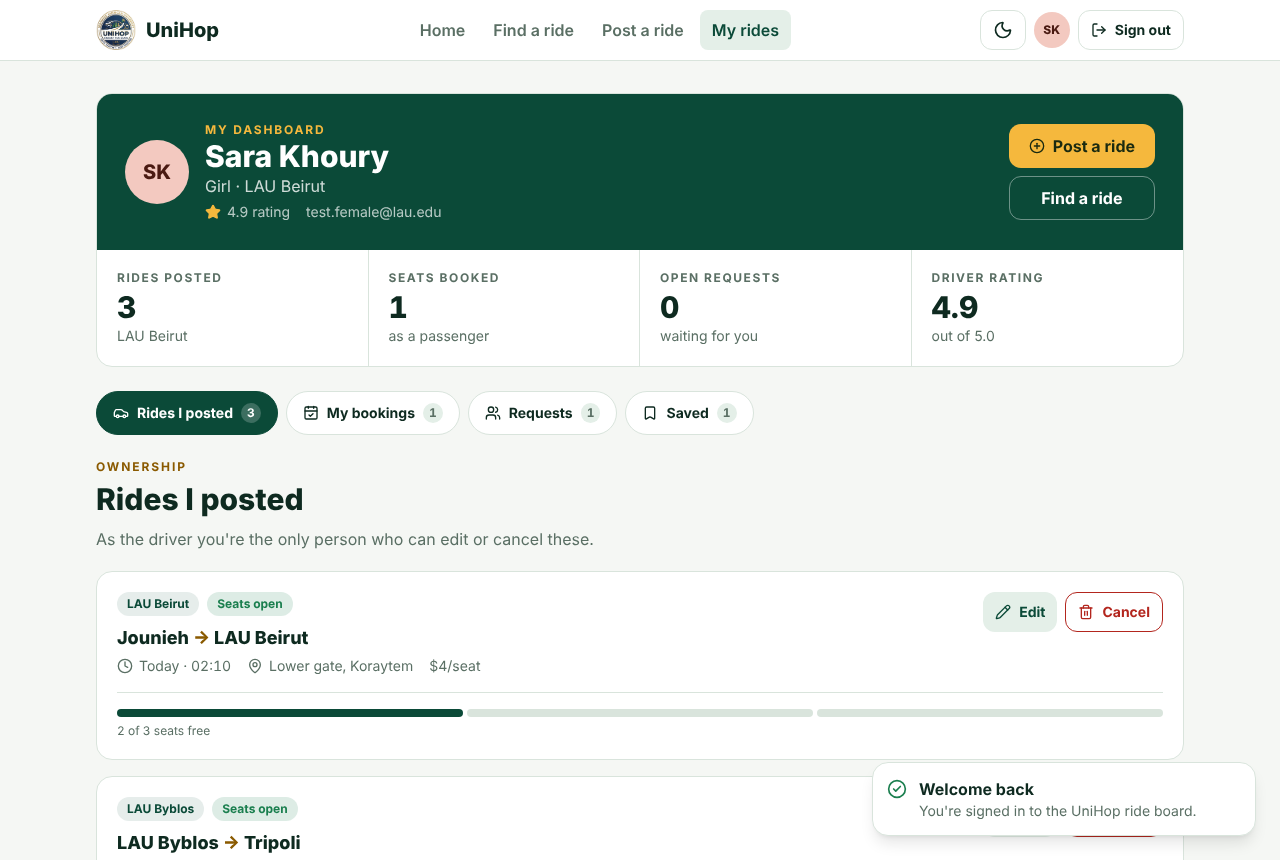 UNIHOP
UniHop
Home
Find a ride
Post a ride
My rides
SK
Sign out
SK
MY DASHBOARD
Sara Khoury
Girl · LAU Beirut
4.9 rating
test.female@lau.edu
Post a ride
Find a ride
RIDES POSTED
3
LAU Beirut
SEATS BOOKED
1
as a passenger
OPEN REQUESTS
0
waiting for you
DRIVER RATING
4.9
out of 5.0
Rides I posted 3
My bookings 1
Requests 1
Saved 1
OWNERSHIP
Rides I posted
As the driver you're the only person who can edit or cancel these.
LAU Beirut
Seats open
Edit
Cancel
Jounieh → LAU Beirut
Today · 02:10
Lower gate, Koraytem
$4/seat
2 of 3 seats free
LAU Byblos
Seats open
LAU Byblos → Tripoli
Welcome back
You're signed in to the UniHop ride board.